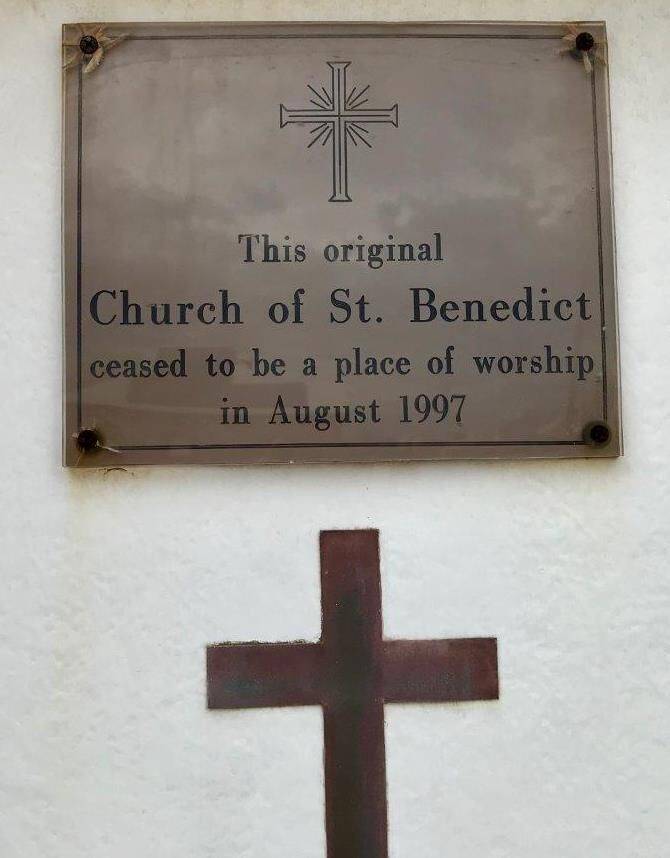 This original
Church of St. Benedict
ceased to be a place of worship
in August 1997